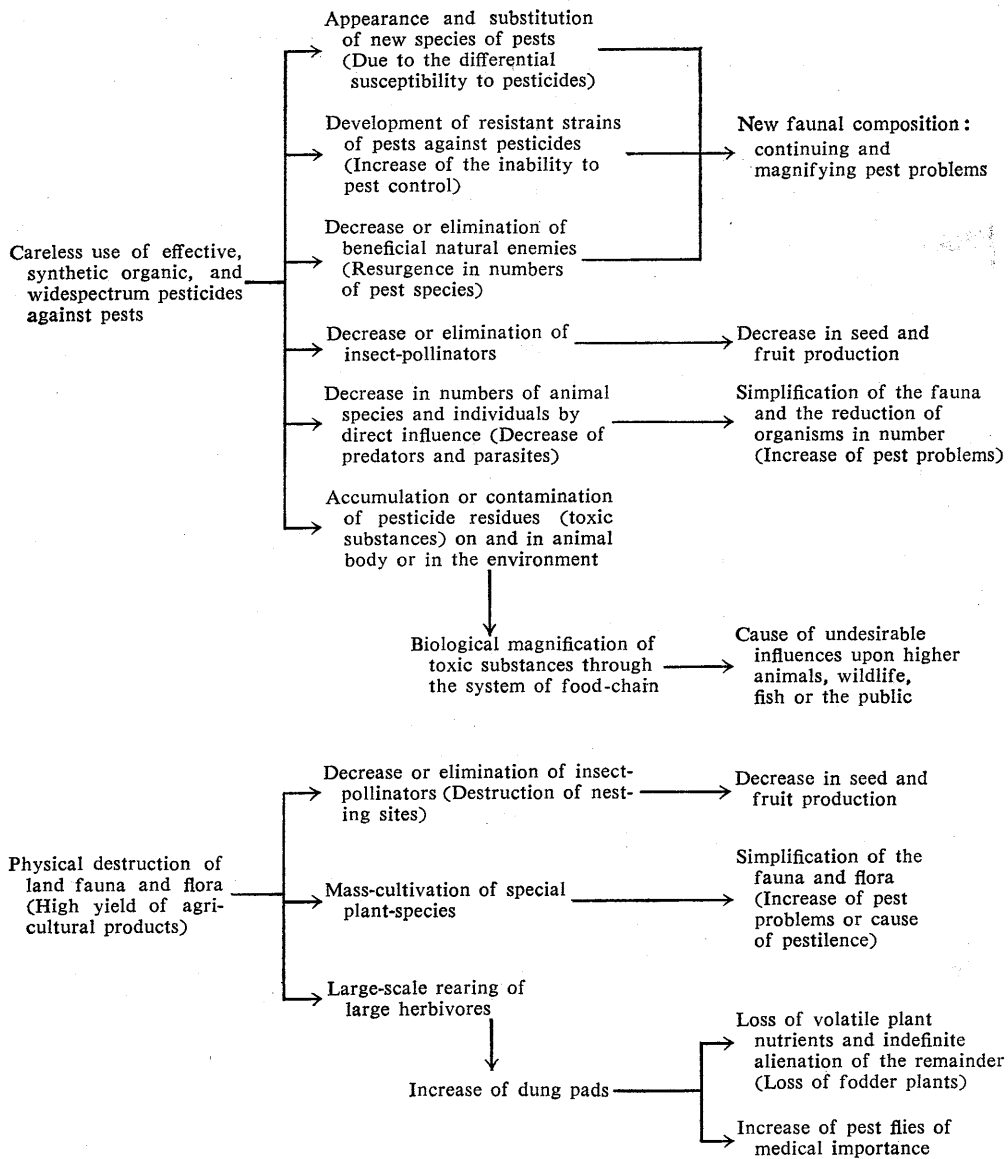 Appearance and substitution
of new species of pests
(Due to the differential
susceptibility to pesticides)
Development of resistant strains
of pests against pesticides
(Increase of the inability to
pest control)
New faunal composition:
continuing and
magnifying pest problems
Decrease or elimination of
beneficial natural enemies
(Resurgence in numbers
of pest species)
Careless use of effective,
synthetic organic, and
widespectrum pesticides
against pests
Decrease or elimination of
insect-pollinators
Decrease in seed and
fruit production
Decrease in numbers of animal
species and individuals by
direct influence (Decrease of
predators and parasites)
Simplification of the fauna
and the reduction of
organisms in number
(Increase of pest problems)
Accumulation or contamination
of pesticide residues (toxic
substances) on and in animal
body or in the environment
Biological magnification of
toxic substances through
the system of food-chain
Cause of undesirable
influences upon higher
animals, wildlife,
fish or the public
Decrease or elimination of insect-
pollinators (Destruction of nest-
ing sites)
Decrease in seed and
fruit production
Physical destruction of
land fauna and flora
(High yield of agri-
cultural products)
Mass-cultivation of special
plant-species
Simplification of the
fauna and flora
(Increase of pest
problems or cause
of pestilence)
Large-scale rearing of
large herbivores
Increase of dung pads
Loss of volatile plant
nutrients and indefinite
alienation of the remainder
(Loss of fodder plants)
Increase of pest flies of
medical importance